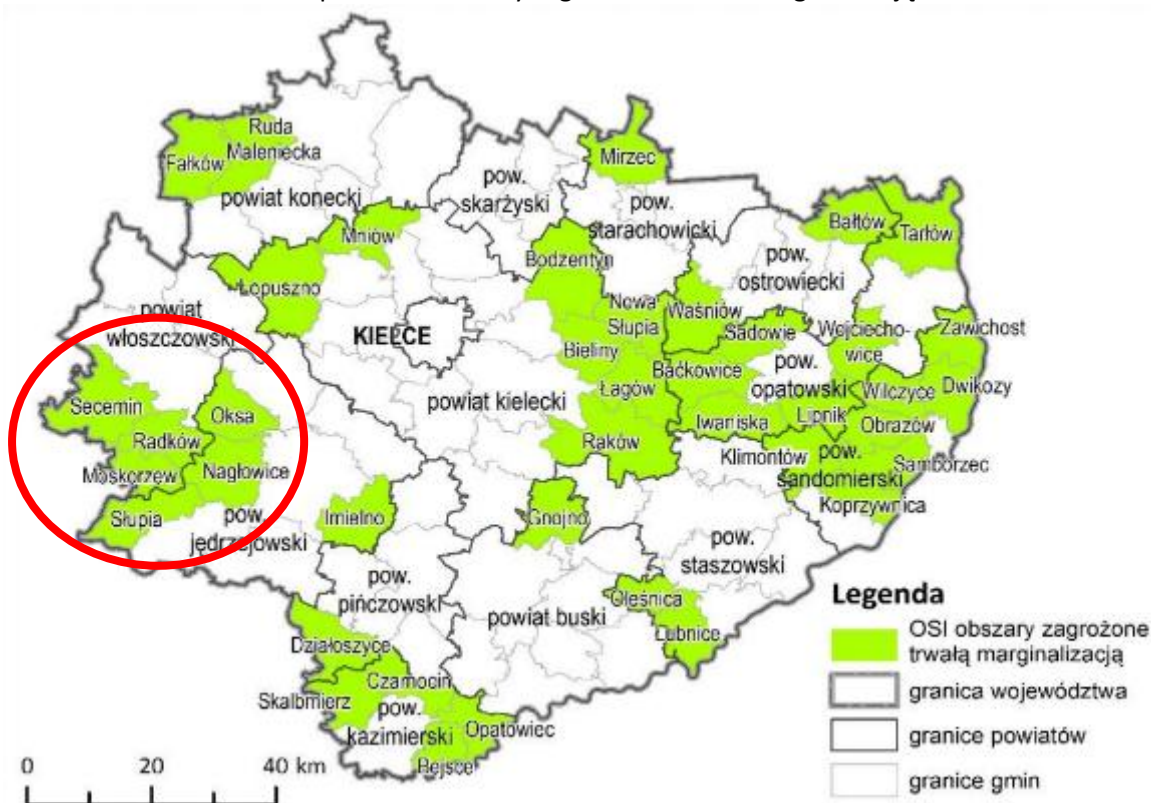 Ruda
Maleniecka
Fałków
powiat konecki
pow.
skarżyski
Mirzec
pow.
starachowicki
Mniów
Łopuszno
Bodzentyn
pow.
ostrowiecki
Bałtów
Tarłów
powiat
włoszczowski
KIELCE
Nowa
Słupia
Waśniów
Sadowie
Wojciecho-
wice
Zawichost
Bieliny
Łagów
Baćkowice
pow.
opatowski
Wilczyce
Dwikozy
Secemin
Oksa
powiat kielecki
Radków
Raków
Iwaniska
Lipnik
Obrazów
Moskorzew
Nagłowice
Klimontów
pow.
sandomierski
Samborzec
Koprzywnica
Słupia
pow.
jędrzejowski
Imielno
Gnojno
pow.
staszowski
pow.
pińczowski
powiat buski
Oleśnica
Łubnice
Działoszyce
Czarnocin
Skalbmierz
pow.
kazimierski
Opatowiec
Bejsce
Legenda
OSI obszary zagrożone
trwałą marginalizacją
granica województwa
granice powiatów
granice gmin
0 20 40 km